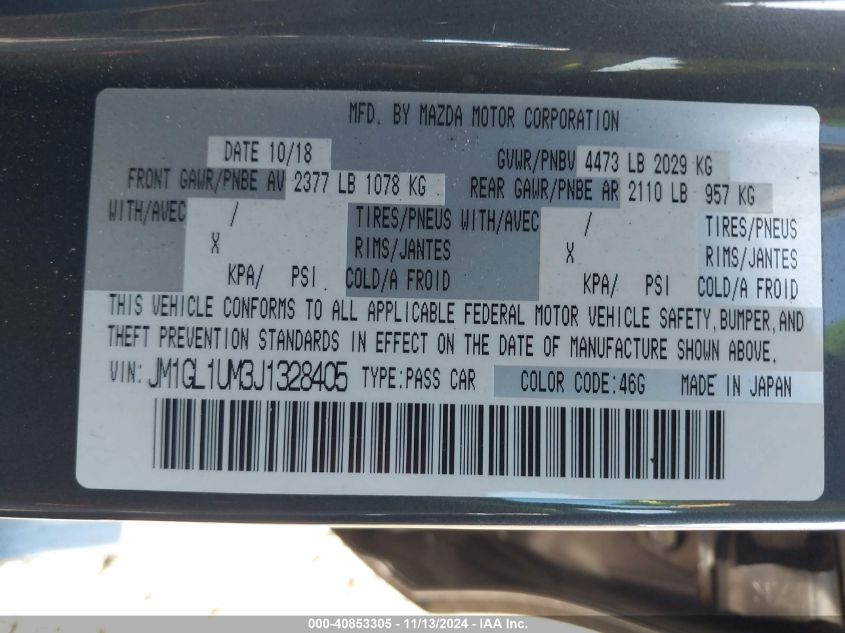 MFD. BY MAZDA MOTOR CORPORATION
DATE 10/18 GVWR/PNBV 4473 LB 2029 KG
FRONT GAWR/PNBE AV 2377 LB 1078 KG REAR GAWR/PNBE AR 2110 LB 957 KG
WITH/AVEC / TIRES/PNEUS WITH/AVEC / TIRES/PNEUS
X RIMS/JANTES X RIMS/JANTES
KPA/ PSI COLD/A FROID KPA/ PSI COLD/A FROID
THIS VEHICLE CONFORMS TO ALL APPLICABLE FEDERAL MOTOR VEHICLE SAFETY,BUMPER,AND
THEFT PREVENTION STANDARDS IN EFFECT ON THE DATE OF MANUFACTURE SHOWN ABOVE.
VIN: JM1GL1UM3J1328405 TYPE:PASS CAR COLOR CODE:46G MADE IN JAPAN
000-40853305 - 11/13/2024 - IAAI.com